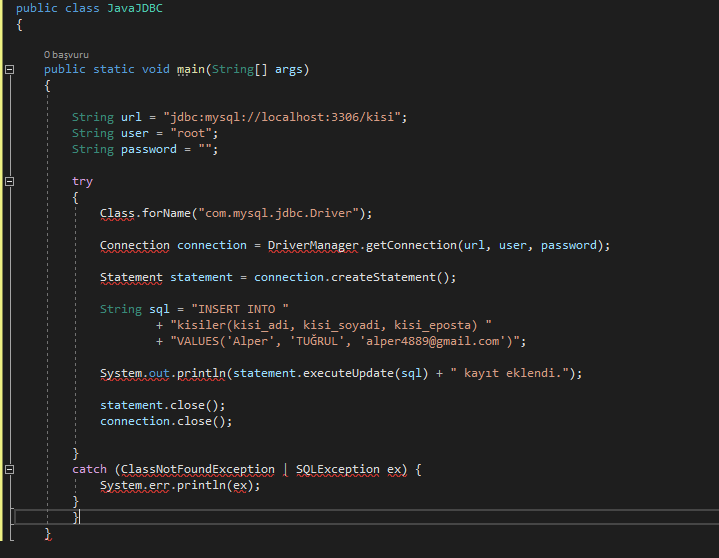 public class JavaJDBC
{
0 başvuru
public static void main(String[] args)
{
String url = "jdbc:mysql://localhost:3306/kisi";
String user = "root";
String password = "";
try
{
Class.forName("com.mysql.jdbc.Driver");
Connection connection = DriverManager.getConnection(url, user, password);
Statement statement = connection.createStatement();
String sql = "INSERT INTO "
+ "kisiler(kisi_adi, kisi_soyadi, kisi_eposta) "
+ "VALUES('Alper', 'TUĞRUL', 'alper4889@gmail.com')";
System.out.println(statement.executeUpdate(sql) + " kayıt eklendi.");
statement.close();
connection.close();
}
catch (ClassNotFoundException | SQLException ex) {
System.err.println(ex);
}
}
}